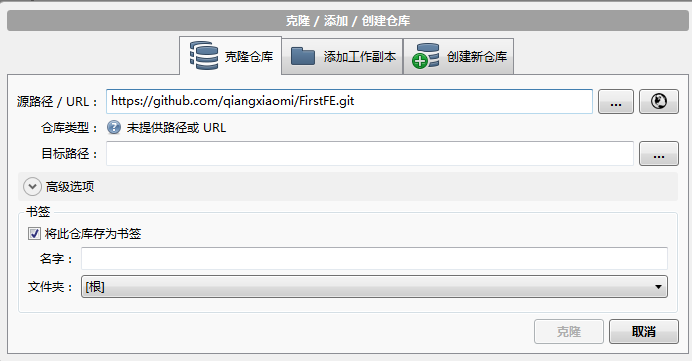 克隆 / 添加 / 创建仓库
克隆仓库 添加工作副本 创建新仓库
源路径 / URL： https://github.com/qiangxiaomi/FirstFE.git ...
仓库类型： ? 未提供路径或 URL
目标路径： ...
高级选项
书签
将此仓库存为书签
名字：
文件夹： [根]
克隆 取消